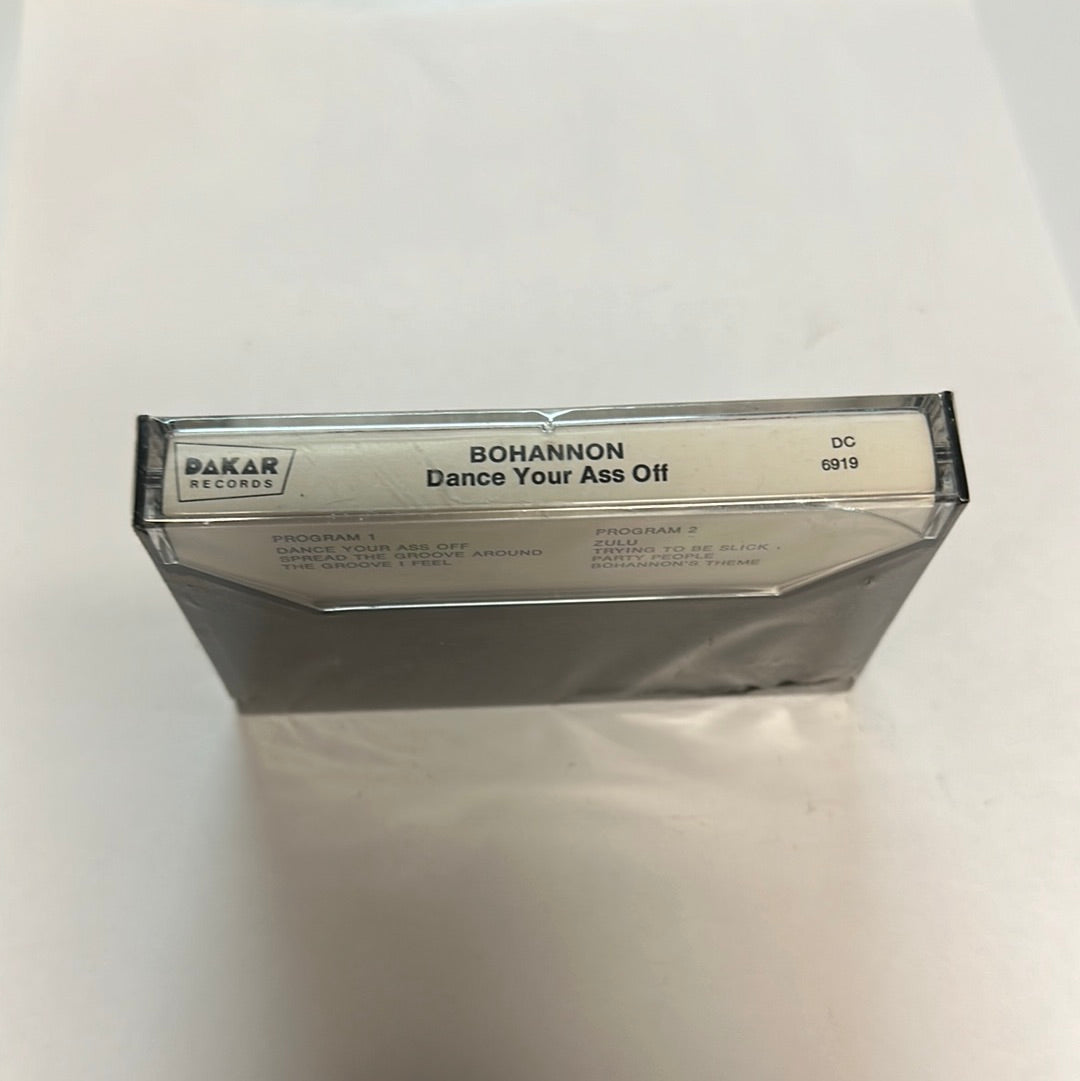 DAKAR
RECORDS
BOHANNON
Dance Your Ass Off
DC
6919
PROGRAM 1
DANCE YOUR ASS OFF
SPREAD THE GROOVE AROUND
THE GROOVE I FEEL
PROGRAM 2
ZULU
TRYING TO BE SLICK
PARTY PEOPLE
BOHANNON'S THEME